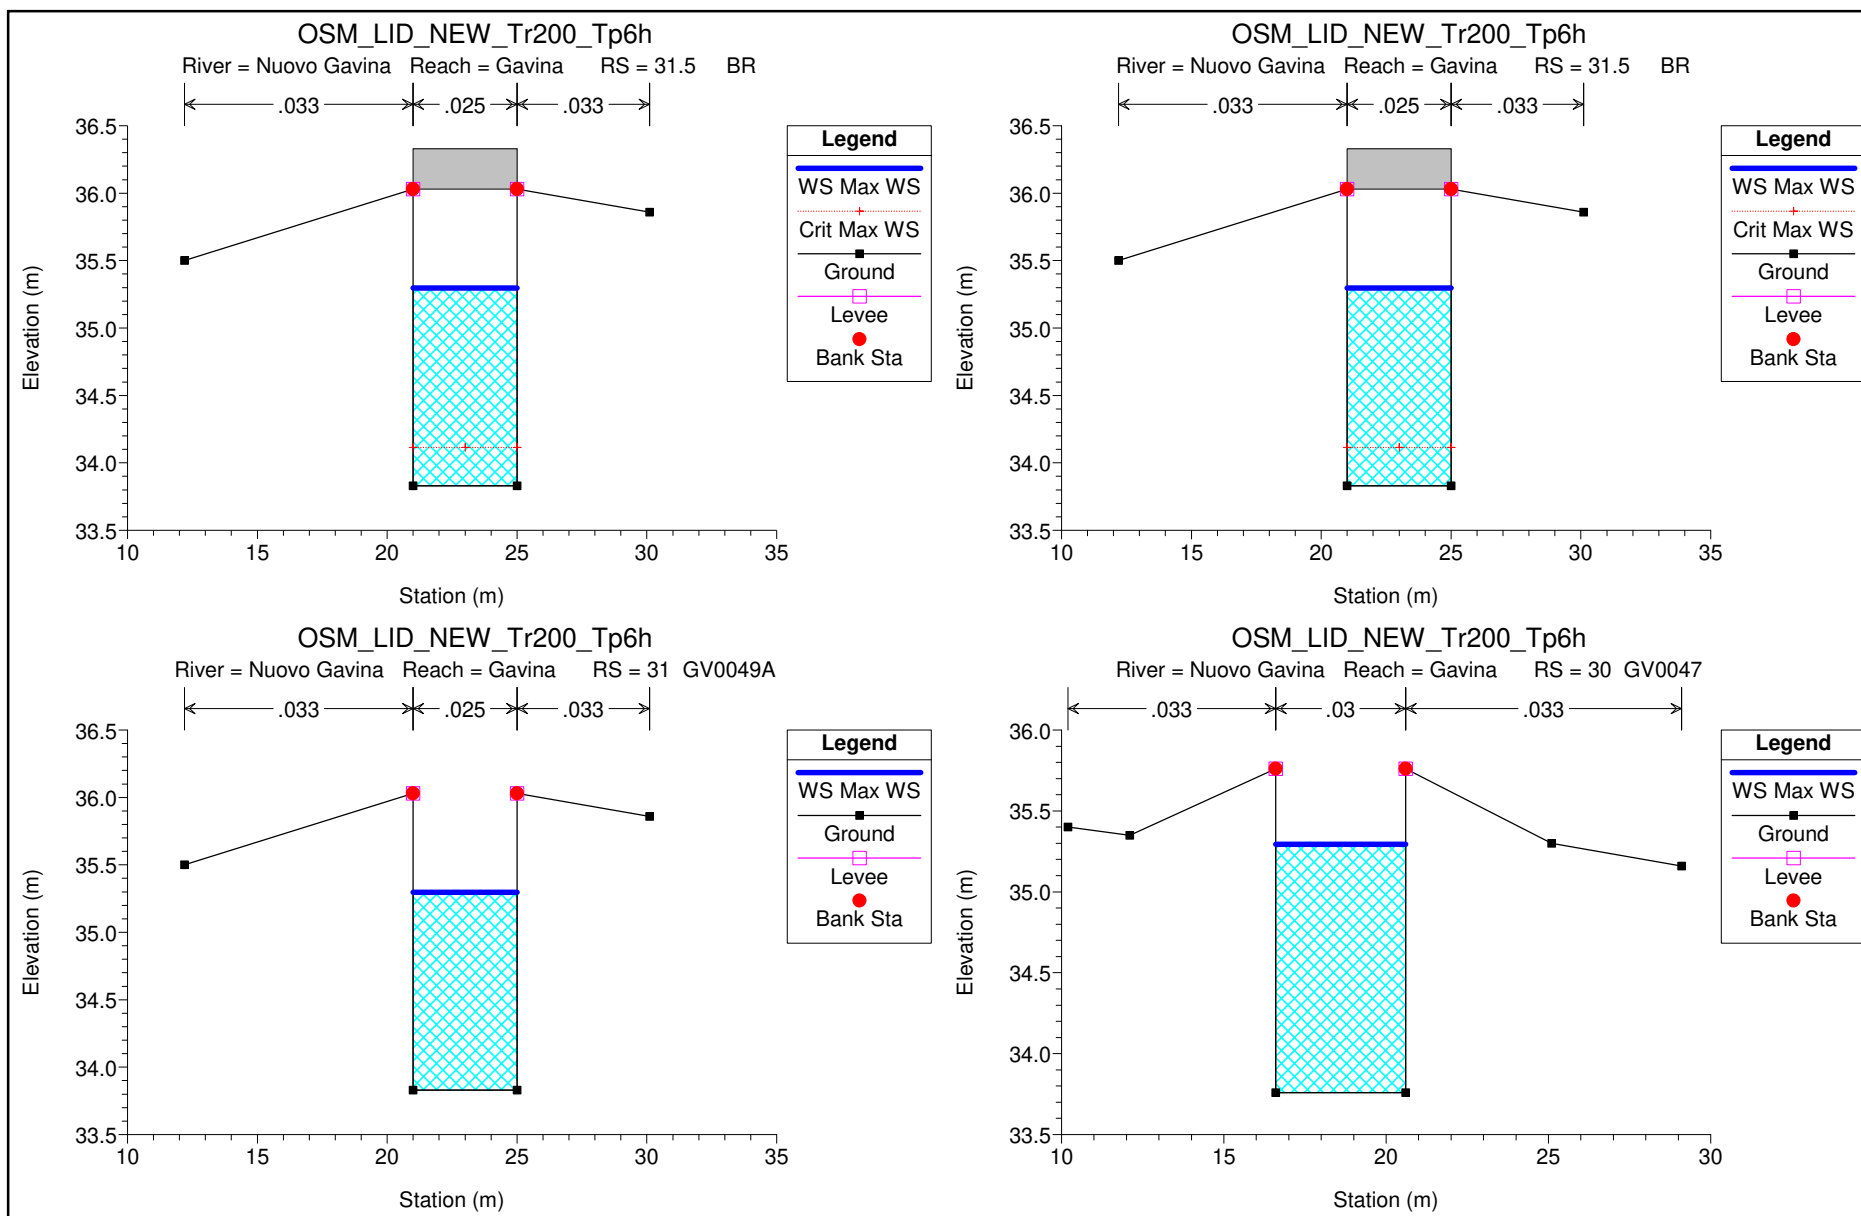 OSM_LID_NEW_Tr200_Tp6h
River = Nuovo Gavina Reach = Gavina RS = 31.5 BR
.033 .025 .033
36.5
36.0
35.5
35.0
34.5
34.0
33.5
10 15 20 25 30 35
Elevation (m)
Station (m)
Legend
WS Max WS
Crit Max WS
Ground
Levee
Bank Sta
OSM_LID_NEW_Tr200_Tp6h
River = Nuovo Gavina Reach = Gavina RS = 31.5 BR
.033 .025 .033
36.5
36.0
35.5
35.0
34.5
34.0
33.5
10 15 20 25 30 35
Elevation (m)
Station (m)
Legend
WS Max WS
Crit Max WS
Ground
Levee
Bank Sta
OSM_LID_NEW_Tr200_Tp6h
River = Nuovo Gavina Reach = Gavina RS = 31 GV0049A
.033 .025 .033
36.5
36.0
35.5
35.0
34.5
34.0
33.5
10 15 20 25 30 35
Elevation (m)
Station (m)
Legend
WS Max WS
Ground
Levee
Bank Sta
OSM_LID_NEW_Tr200_Tp6h
River = Nuovo Gavina Reach = Gavina RS = 30 GV0047
.033 .03 .033
36.0
35.5
35.0
34.5
34.0
33.5
10 15 20 25 30
Elevation (m)
Station (m)
Legend
WS Max WS
Ground
Levee
Bank Sta